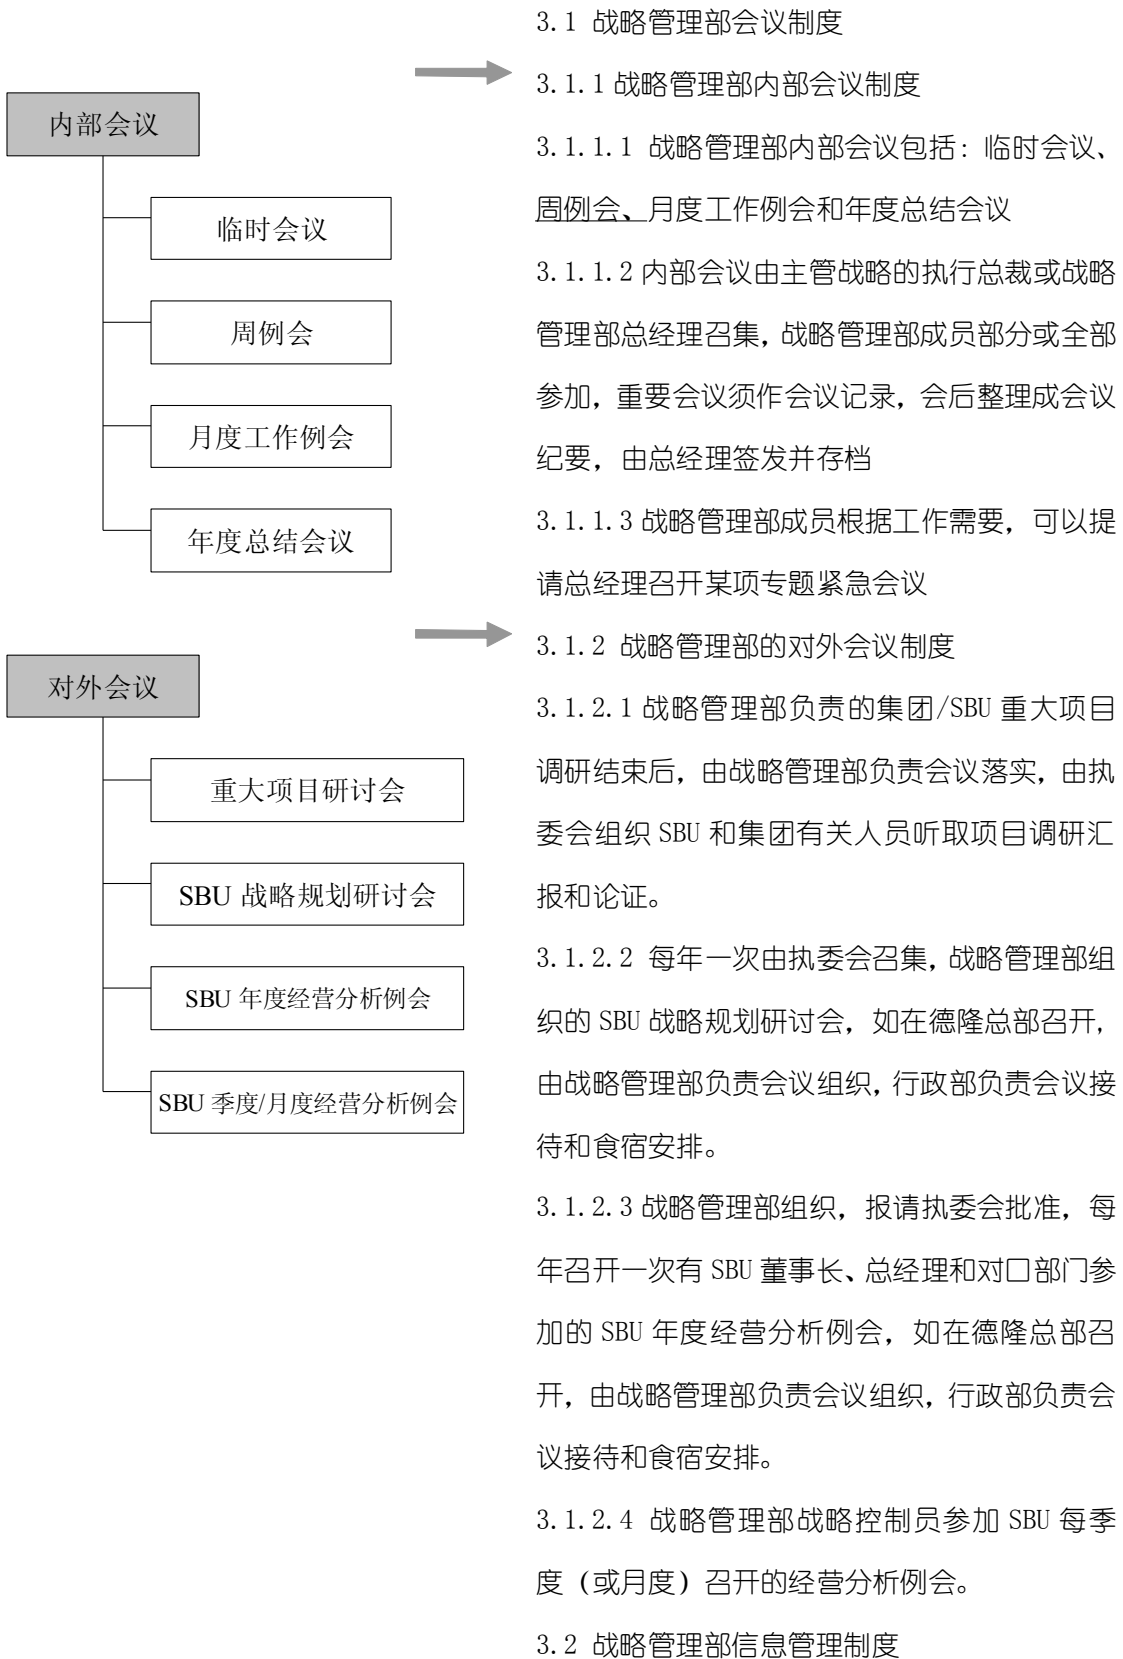 内部会议
临时会议
周例会
月度工作例会
年度总结会议
对外会议
重大项目研讨会
SBU 战略规划研讨会
SBU 年度经营分析例会
SBU 季度/月度经营分析例会
3.1 战略管理部会议制度
3.1.1 战略管理部内部会议制度
3.1.1.1 战略管理部内部会议包括：临时会议、
周例会、月度工作例会和年度总结会议
3.1.1.2 内部会议由主管战略的执行总裁或战略
管理部总经理召集，战略管理部成员部分或全部
参加，重要会议须作会议记录，会后整理成会议
纪要，由总经理签发并存档
3.1.1.3 战略管理部成员根据工作需要，可以提
请总经理召开某项专题紧急会议
3.1.2 战略管理部的对外会议制度
3.1.2.1 战略管理部负责的集团/SBU 重大项目
调研结束后，由战略管理部负责会议落实，由执
委会组织 SBU 和集团有关人员听取项目调研汇
报和论证。
3.1.2.2 每年一次由执委会召集，战略管理部组
织的 SBU 战略规划研讨会，如在德隆总部召开，
由战略管理部负责会议组织，行政部负责会议接
待和食宿安排。
3.1.2.3 战略管理部组织，报请执委会批准，每
年召开一次有 SBU 董事长、总经理和对口部门参
加的 SBU 年度经营分析例会，如在德隆总部召
开，由战略管理部负责会议组织，行政部负责会
议接待和食宿安排。
3.1.2.4 战略管理部战略控制员参加 SBU 每季
度（或月度）召开的经营分析例会。
3.2 战略管理部信息管理制度